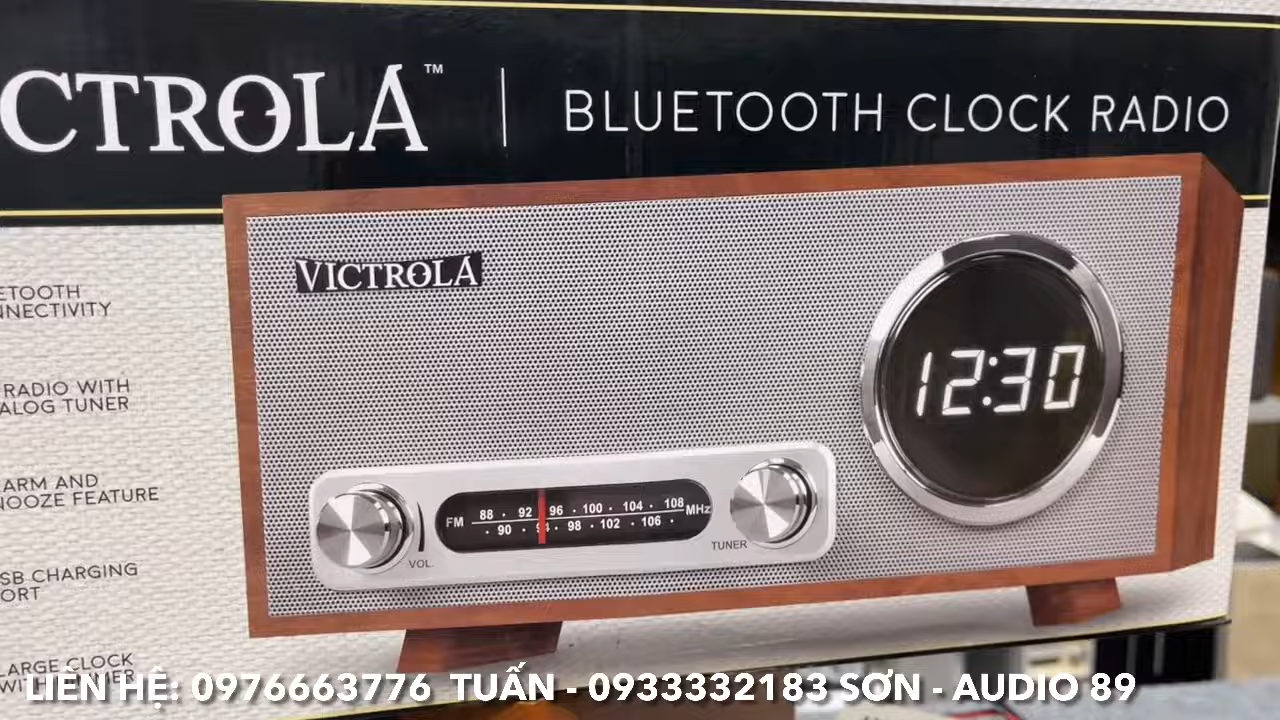 CTROLA™ | BLUETOOTH CLOCK RADIO
VICTROLA
12:30
ETOOTH
NNECTIVITY
RADIO WITH
ALOG TUNER
ARM AND
NOOZE FEATURE
SB CHARGING
ORT
FM 88 · 92 96 · 100 · 104 · 108 MHz
· 90 · 94 · 98 · 102 · 106 ·
VOL.
TUNER
LARGE CLOCK
LIÊN HỆ: 0976663776 TUẤN - 0933332183 SƠN - AUDIO 89